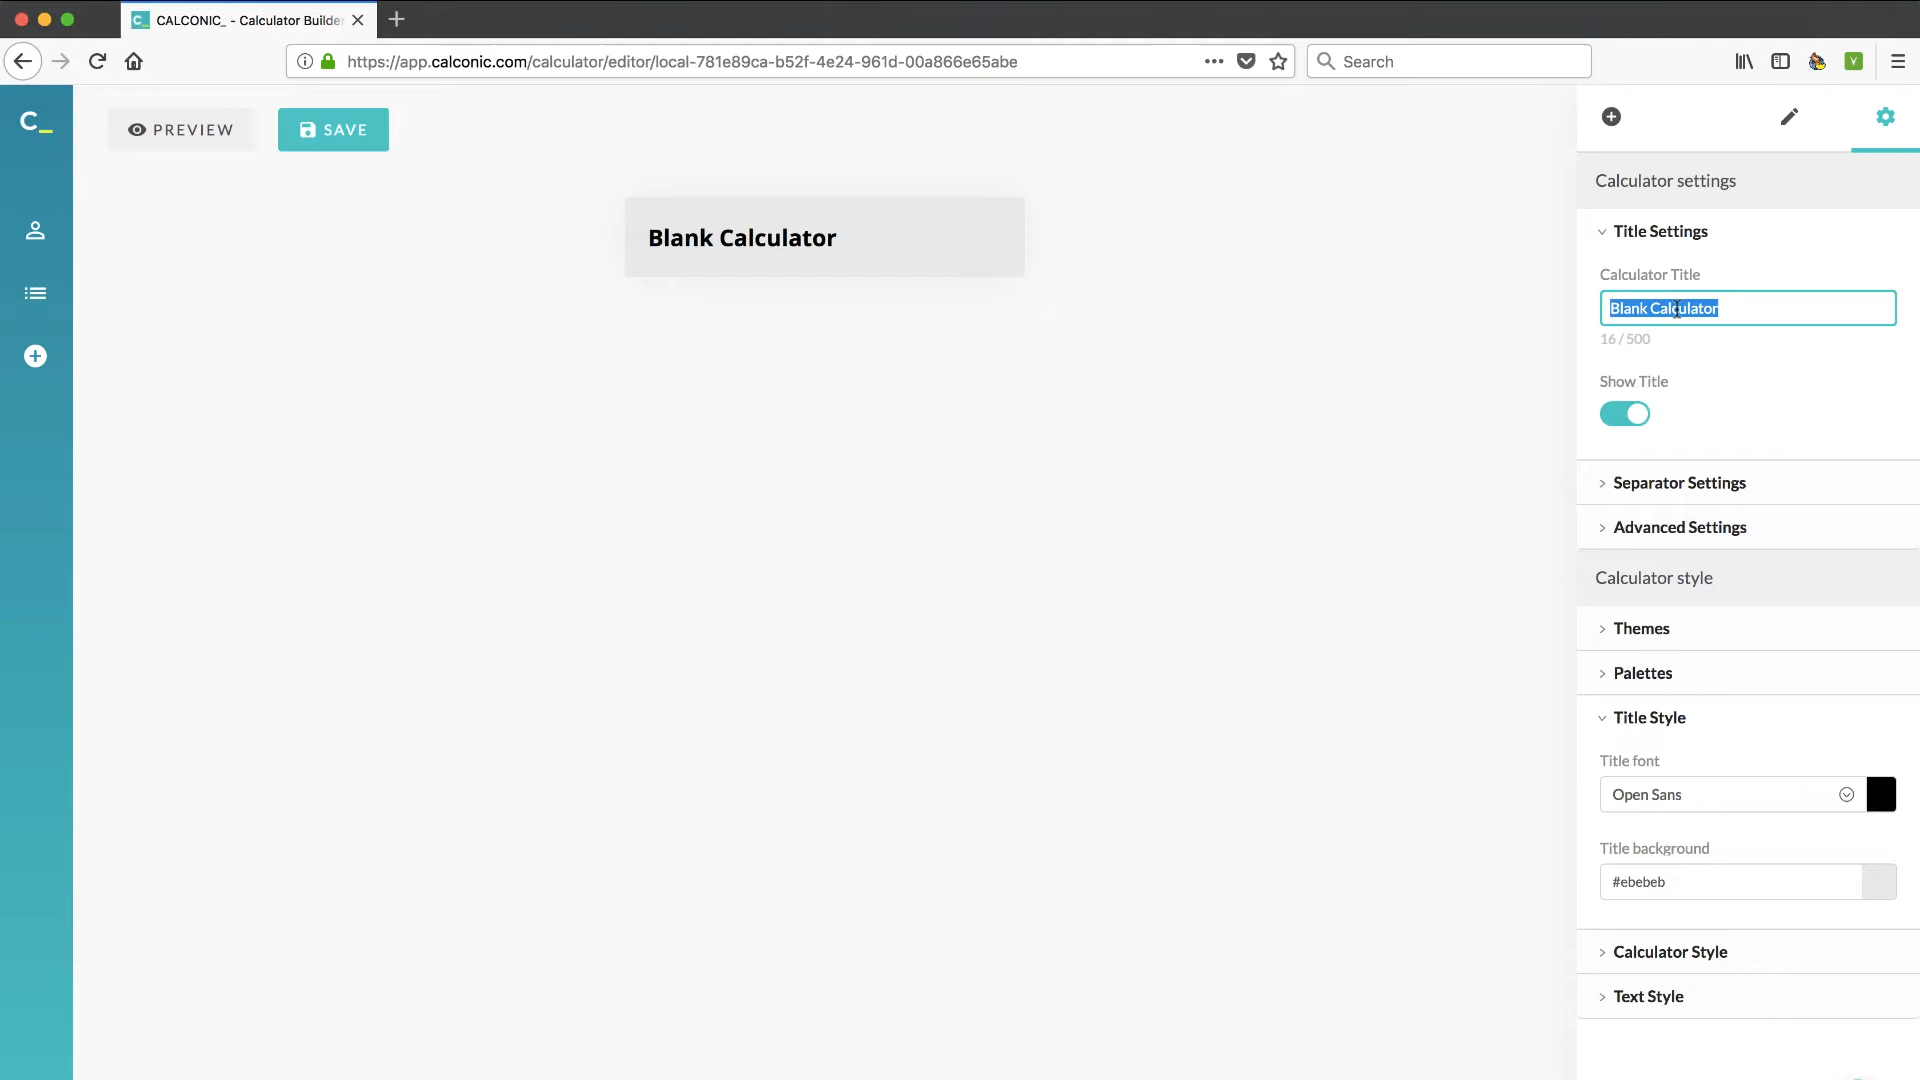 CALCONIC_ - Calculator Builder
https://app.calconic.com/calculator/editor/local-781e89ca-b52f-4e24-961d-00a866e65abe
Search
C_
PREVIEW
SAVE
Blank Calculator
Calculator settings
Title Settings
Calculator Title
Blank Calculator
16 / 500
Show Title
Separator Settings
Advanced Settings
Calculator style
Themes
Palettes
Title Style
Title font
Open Sans
Title background
#ebebeb
Calculator Style
Text Style